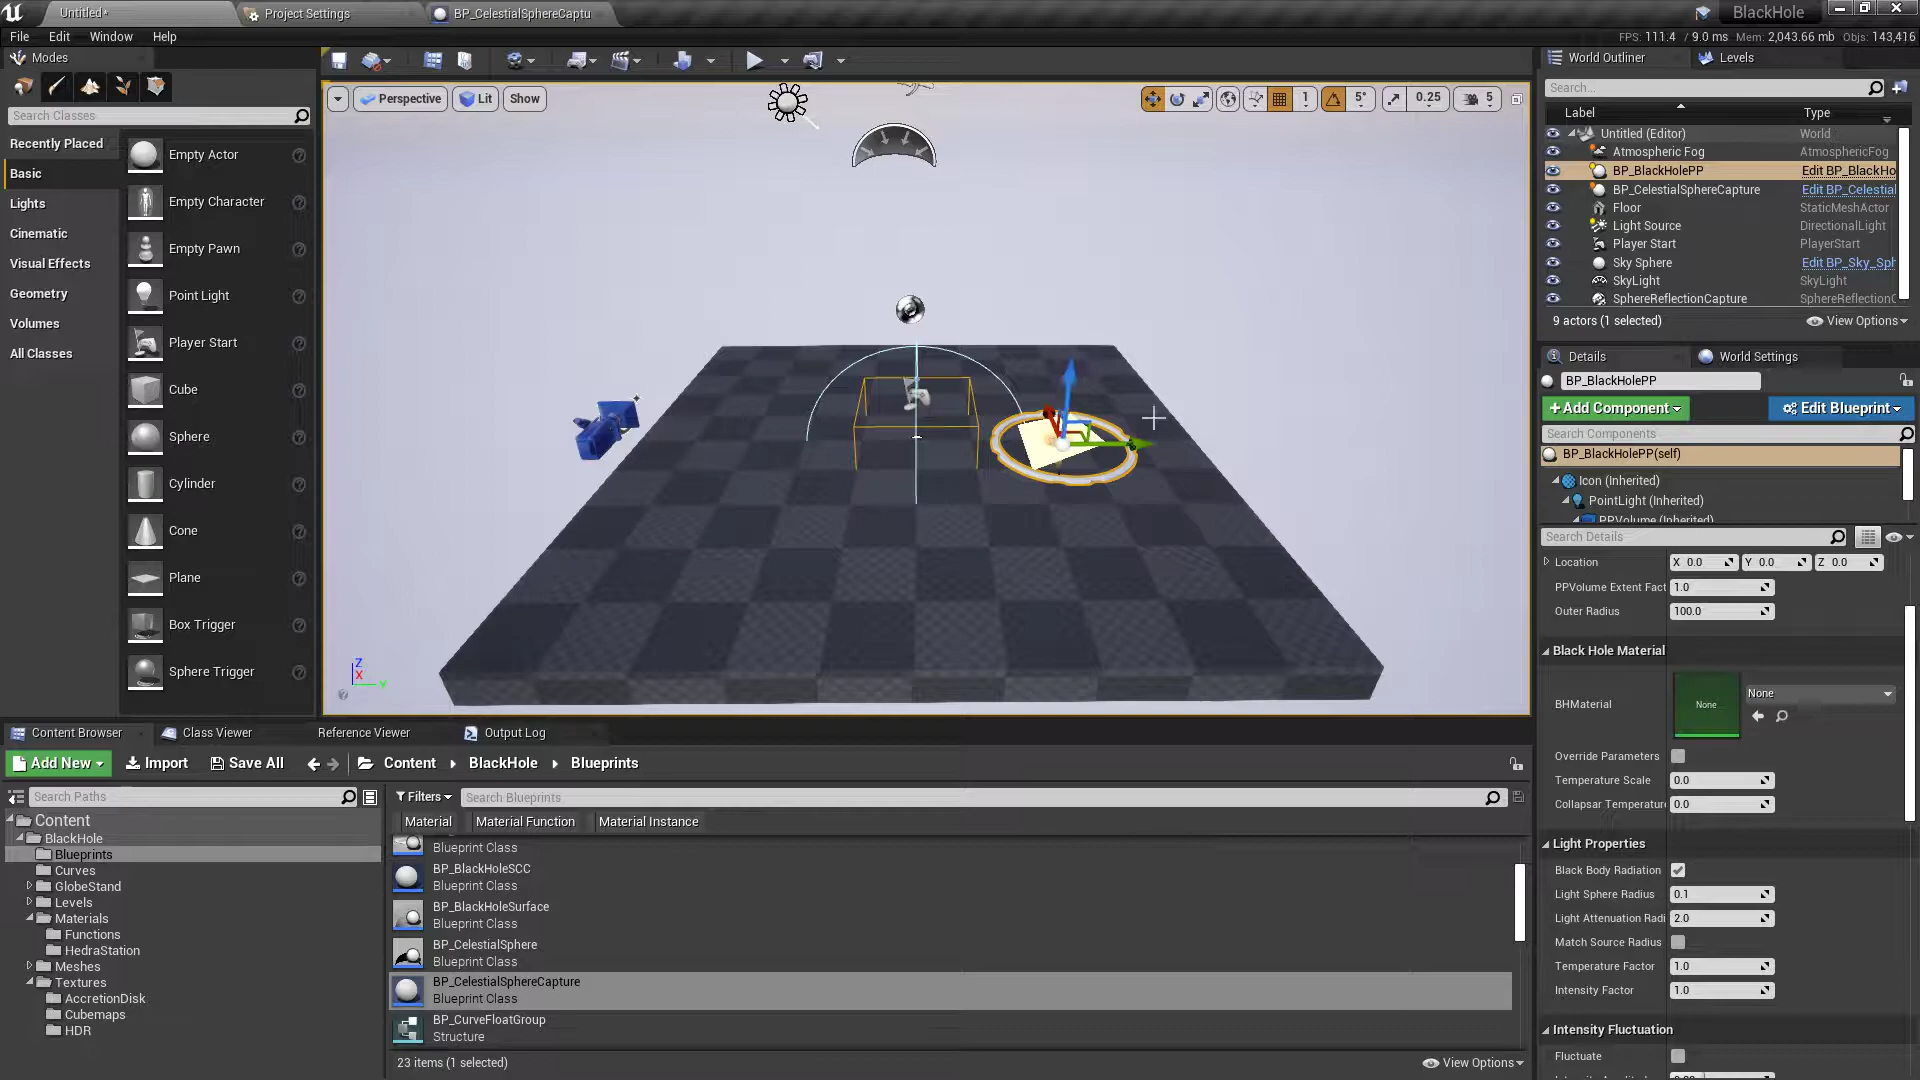 Untitled*
Project Settings
BP_CelestialSphereCaptu
BlackHole
File
Edit
Window
Help
FPS: 111.4 / 9.0 ms Mem: 2,043.66 mb Objs: 143,416
Modes
Search Classes
Recently Placed
Basic
Lights
Cinematic
Visual Effects
Geometry
Volumes
All Classes
Empty Actor
Empty Character
Empty Pawn
Point Light
Player Start
Cube
Sphere
Cylinder
Cone
Plane
Box Trigger
Sphere Trigger
Perspective
Lit
Show
1
5°
0.25
5
Z
X
Y
World Outliner
Levels
Search...
Label
Type
Untitled (Editor)
World
Atmospheric Fog
AtmosphericFog
BP_BlackHolePP
Edit BP_BlackHo
BP_CelestialSphereCapture
Edit BP_Celestial
Floor
StaticMeshActor
Light Source
DirectionalLight
Player Start
PlayerStart
Sky Sphere
Edit BP_Sky_Sph
SkyLight
SkyLight
SphereReflectionCapture
SphereReflectionC
9 actors (1 selected)
View Options
Details
World Settings
BP_BlackHolePP
+Add Component
Edit Blueprint
Search Components
BP_BlackHolePP(self)
Icon (Inherited)
PointLight (Inherited)
PPVolume (Inherited)
Search Details
Location
X 0.0
Y 0.0
Z 0.0
PPVolume Extent Fact
1.0
Outer Radius
100.0
Black Hole Material
BHMaterial
None
None
Override Parameters
Temperature Scale
0.0
Collapsar Temperature
0.0
Light Properties
Black Body Radiation
Light Sphere Radius
0.1
Light Attenuation Radi
2.0
Match Source Radius
Temperature Factor
1.0
Intensity Factor
1.0
Intensity Fluctuation
Fluctuate
Content Browser
Class Viewer
Reference Viewer
Output Log
Add New
Import
Save All
Content
BlackHole
Blueprints
Search Paths
Filters
Search Blueprints
Material
Material Function
Material Instance
Content
BlackHole
Blueprints
Curves
GlobeStand
Levels
Materials
Functions
HedraStation
Meshes
Textures
AccretionDisk
Cubemaps
HDR
Blueprint Class
BP_BlackHoleSCC
Blueprint Class
BP_BlackHoleSurface
Blueprint Class
BP_CelestialSphere
Blueprint Class
BP_CelestialSphereCapture
Blueprint Class
BP_CurveFloatGroup
Structure
23 items (1 selected)
View Options